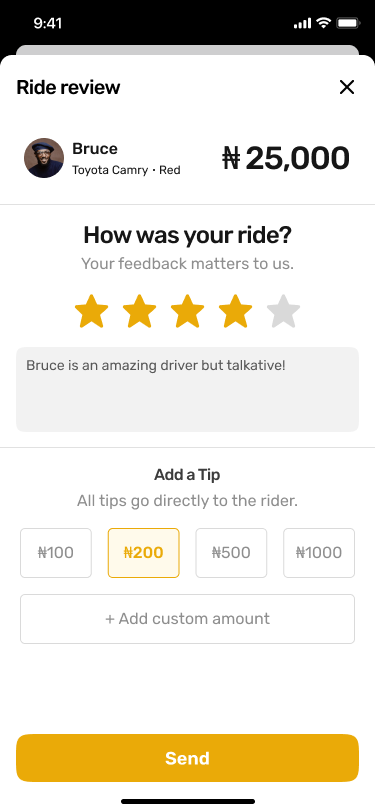 9:41
Ride review
Bruce
Toyota Camry • Red
₦ 25,000
How was your ride?
Your feedback matters to us.
Bruce is an amazing driver but talkative!
Add a Tip
All tips go directly to the rider.
₦100
₦200
₦500
₦1000
+ Add custom amount
Send